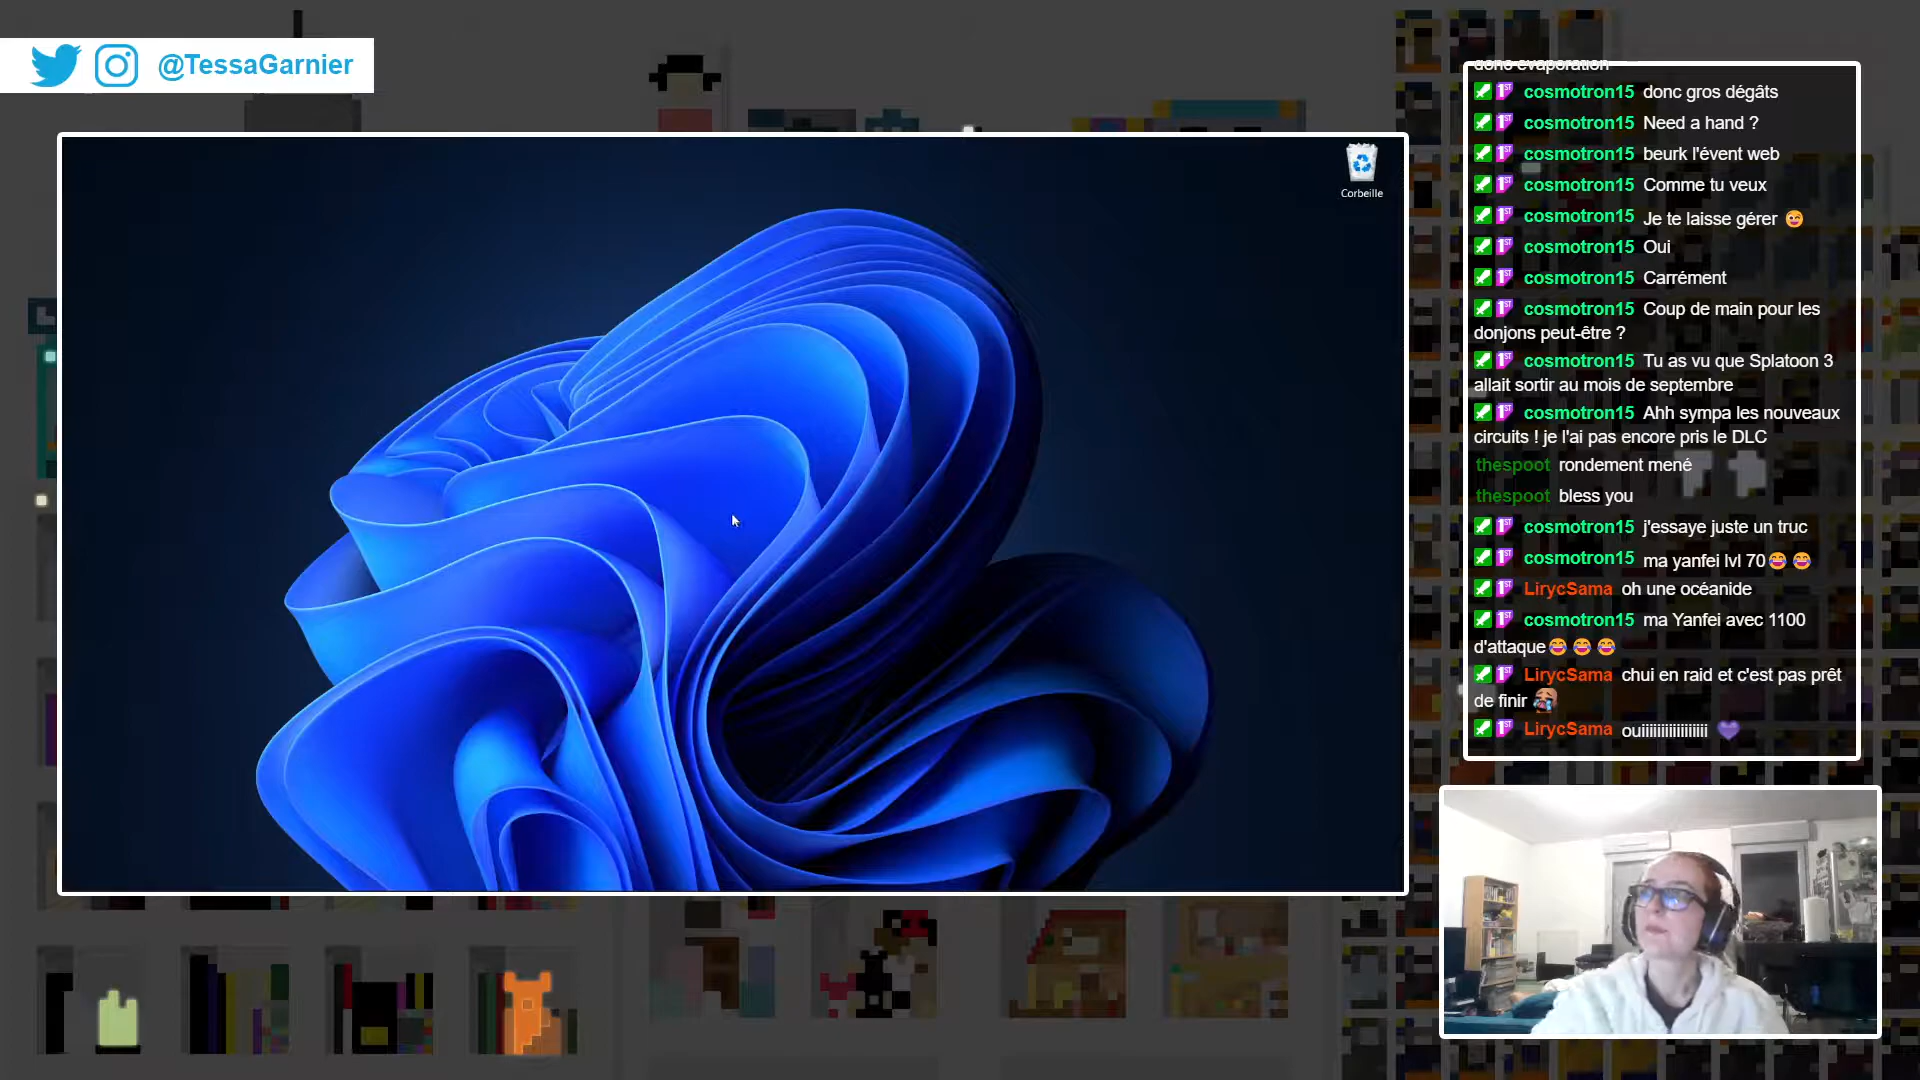 @TessaGarnier
Corbeille
donc évaporation
cosmotron15 donc gros dégâts
cosmotron15 Need a hand ?
cosmotron15 beurk l'évent web
cosmotron15 Comme tu veux
cosmotron15 Je te laisse gérer 😄
cosmotron15 Oui
cosmotron15 Carrément
cosmotron15 Coup de main pour les
donjons peut-être ?
cosmotron15 Tu as vu que Splatoon 3
allait sortir au mois de septembre
cosmotron15 Ahh sympa les nouveaux
circuits ! je l'ai pas encore pris le DLC
thespoot rondement mené
thespoot bless you
cosmotron15 j'essaye juste un truc
cosmotron15 ma yanfei lvl 70😂 😂
LirycSama oh une océanide
cosmotron15 ma Yanfei avec 1100
d'attaque😂 😂 😂
LirycSama chui en raid et c'est pas prêt
de finir
LirycSama ouiiiiiiiiiiiiiiiii 💜